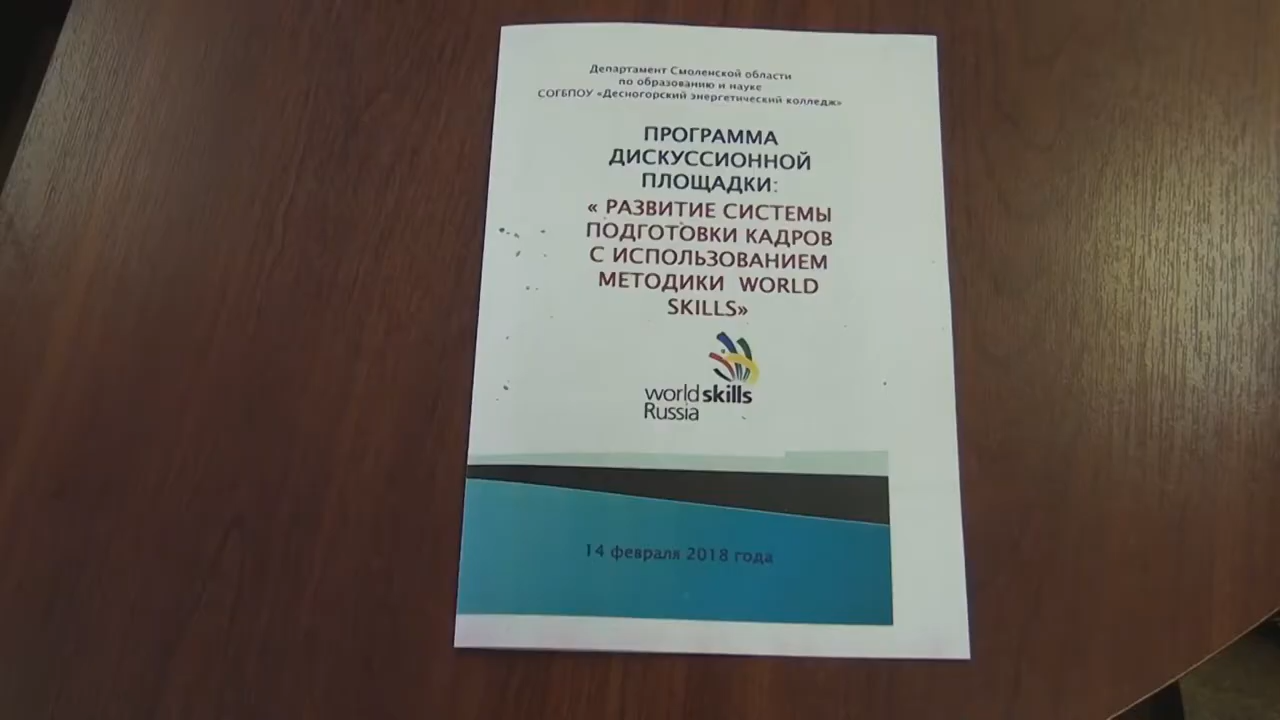 Департамент Смоленской области
по образованию и науке
СОГБПОУ «Десногорский энергетический колледж»
ПРОГРАММА
ДИСКУССИОННОЙ
ПЛОЩАДКИ:
« РАЗВИТИЕ СИСТЕМЫ
ПОДГОТОВКИ КАДРОВ
С ИСПОЛЬЗОВАНИЕМ
МЕТОДИКИ WORLD
SKILLS»
worldskills
Russia
14 февраля 2018 года